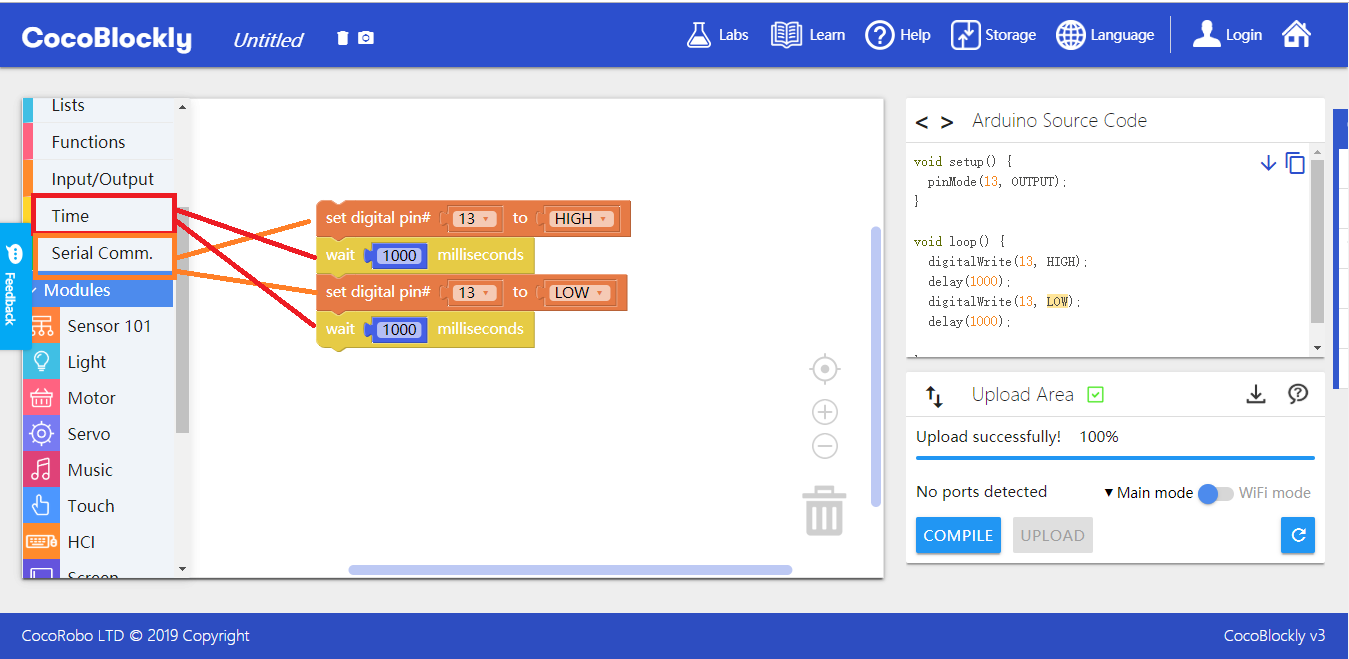 CocoBlockly Untitled Labs Learn Help Storage Language Login
Lists
Functions
Input/Output
Time
Serial Comm.
Modules
Sensor 101
Light
Motor
Servo
Music
Touch
HCI
Screen
Feedback
set digital pin# 13 to HIGH
wait 1000 milliseconds
set digital pin# 13 to LOW
wait 1000 milliseconds
< > Arduino Source Code
void setup() {
pinMode(13, OUTPUT);
}
void loop() {
digitalWrite(13, HIGH);
delay(1000);
digitalWrite(13, LOW);
delay(1000);
Upload Area
Upload successfully! 100%
No ports detected
Main mode WiFi mode
COMPILE UPLOAD
CocoRobo LTD © 2019 Copyright
CocoBlockly v3